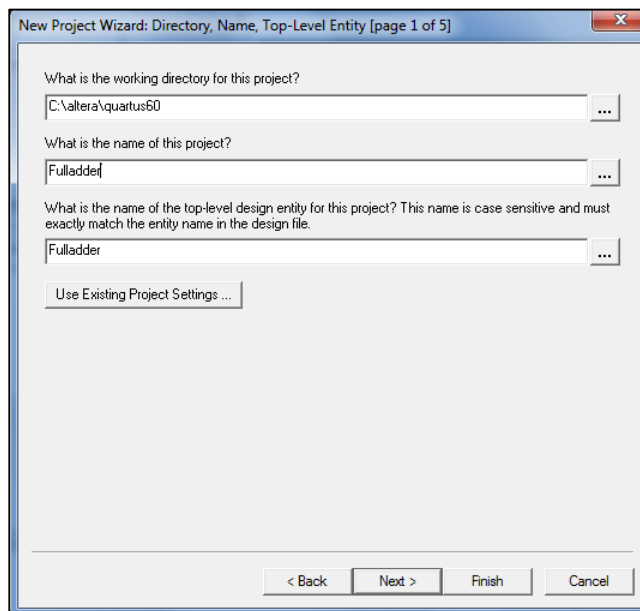 New Project Wizard: Directory, Name, Top-Level Entity [page 1 of 5]
What is the working directory for this project?
C:\altera\quartus60
...
What is the name of this project?
Fulladder
...
What is the name of the top-level design entity for this project? This name is case sensitive and must
exactly match the entity name in the design file.
Fulladder
...
Use Existing Project Settings ...
< Back Next > Finish Cancel